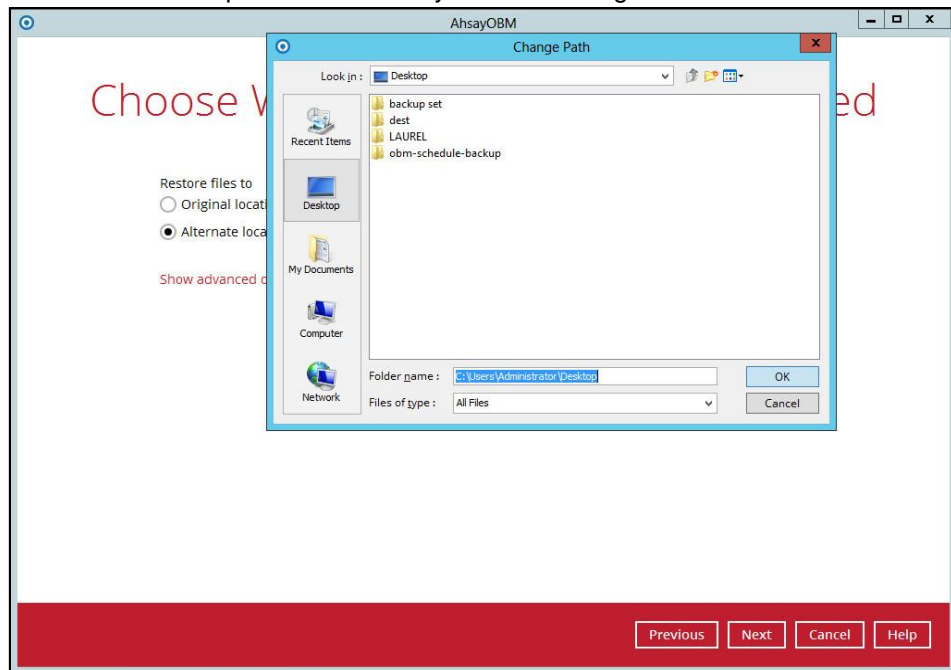 AhsayOBM
Change Path
Look in :
Desktop
Choose
ed
backup set
dest
LAUREL
obm-schedule-backup
Recent Items
Desktop
My Documents
Computer
Network
Restore files to
Original locati
Alternate loca
Show advanced
Folder name :
C:\Users\Administrator\Desktop
OK
Files of type :
All Files
Cancel
Previous
Next
Cancel
Help